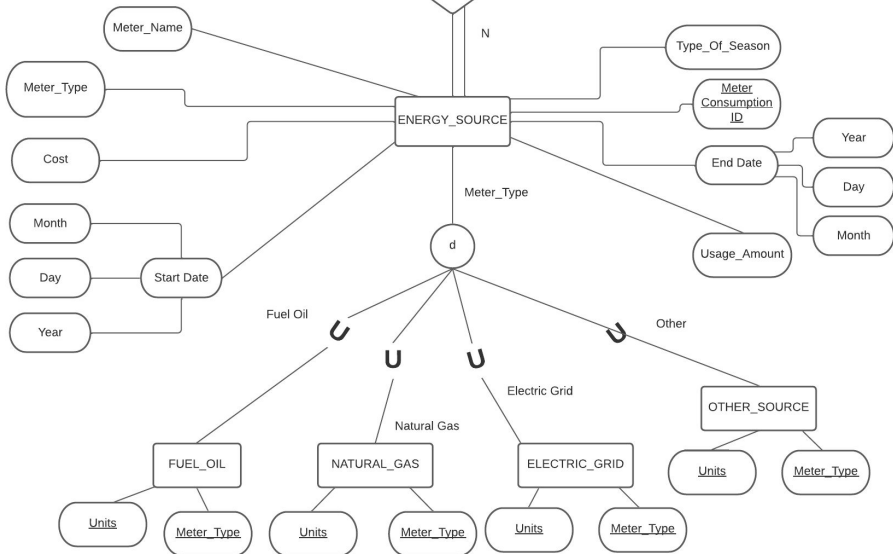 Meter_Name
N
Type_Of_Season
Meter_Type
Meter
Consumption
ID
ENERGY_SOURCE
Year
Cost
End Date
Day
Meter_Type
Month
Month
d
Usage_Amount
Day
Start Date
Year
Fuel Oil
U
U
U
U
Other
Electric Grid
OTHER_SOURCE
Natural Gas
FUEL_OIL
NATURAL_GAS
ELECTRIC_GRID
Units
Meter_Type
Units
Meter_Type
Units
Meter_Type
Units
Meter_Type